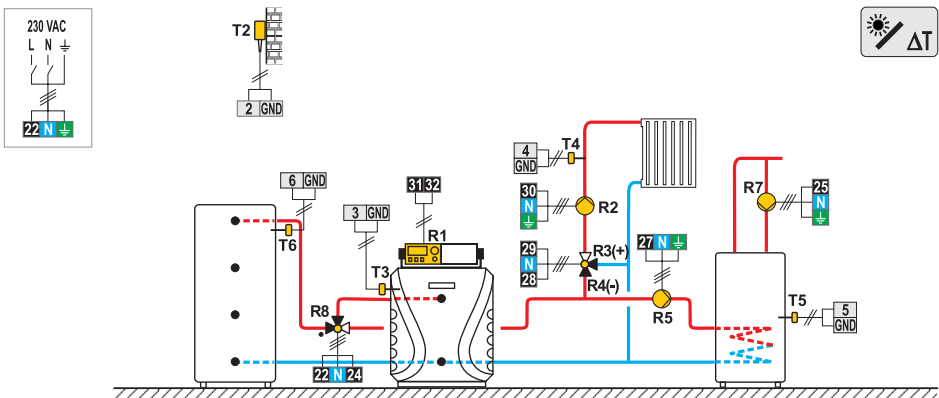 230 VAC
L N
22 N
T2
2 GND
ΔT
6 GND
T6
3 GND
T3
31 32
R1
R8
22 N 24
4
GND
T4
30
N
R2
29
N
28
R3(+)
R4(-)
27 N
R5
R7
25
N
T5
5
GND